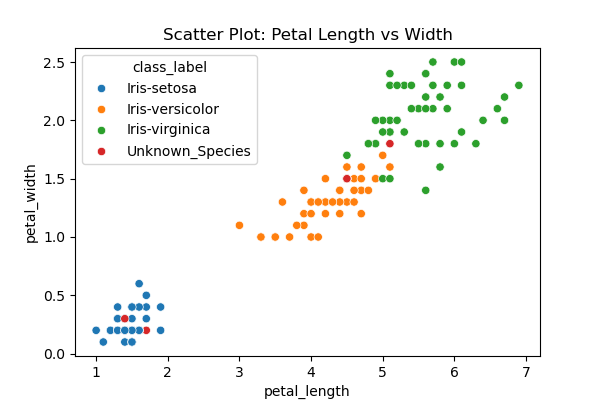 Scatter Plot: Petal Length vs Width
class_label
Iris-setosa
Iris-versicolor
Iris-virginica
Unknown_Species
petal_width
2.5
2.0
1.5
1.0
0.5
0.0
1 2 3 4 5 6 7
petal_length